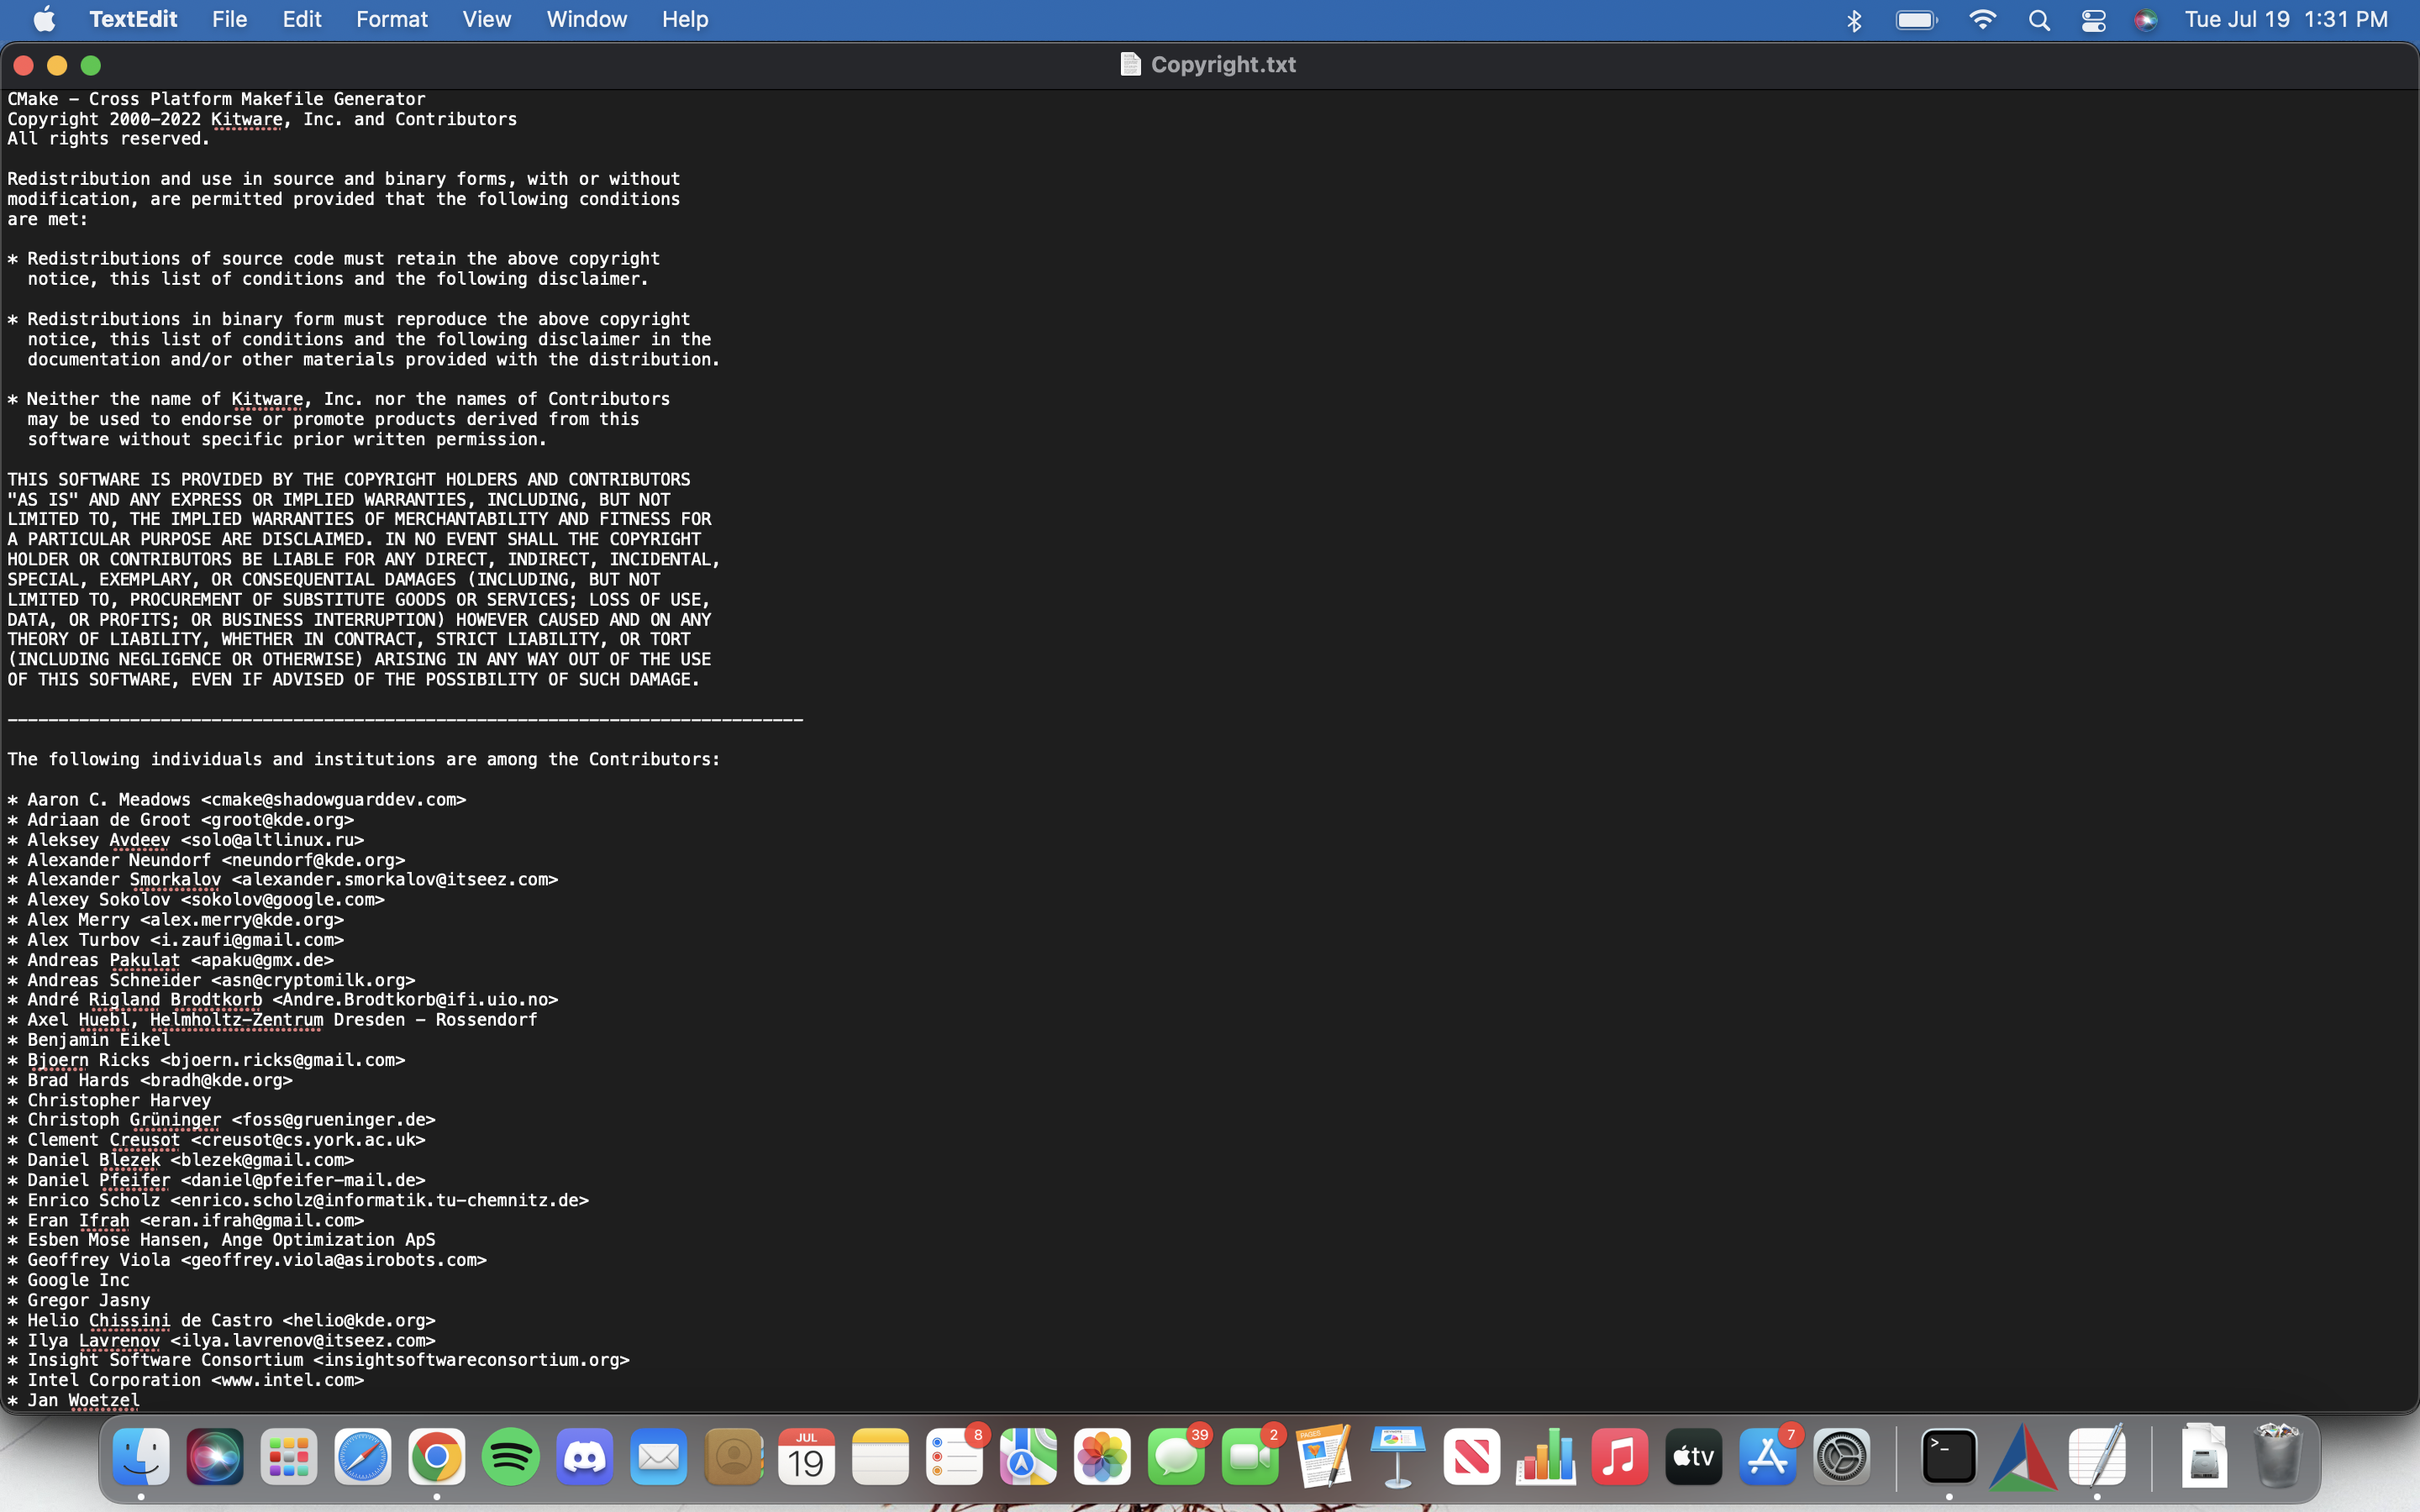 TextEdit File Edit Format View Window Help Tue Jul 19 1:31 PM
Copyright.txt
CMake - Cross Platform Makefile Generator
Copyright 2000-2022 Kitware, Inc. and Contributors
All rights reserved.
Redistribution and use in source and binary forms, with or without
modification, are permitted provided that the following conditions
are met:
* Redistributions of source code must retain the above copyright
notice, this list of conditions and the following disclaimer.
* Redistributions in binary form must reproduce the above copyright
notice, this list of conditions and the following disclaimer in the
documentation and/or other materials provided with the distribution.
* Neither the name of Kitware, Inc. nor the names of Contributors
may be used to endorse or promote products derived from this
software without specific prior written permission.
THIS SOFTWARE IS PROVIDED BY THE COPYRIGHT HOLDERS AND CONTRIBUTORS
"AS IS" AND ANY EXPRESS OR IMPLIED WARRANTIES, INCLUDING, BUT NOT
LIMITED TO, THE IMPLIED WARRANTIES OF MERCHANTABILITY AND FITNESS FOR
A PARTICULAR PURPOSE ARE DISCLAIMED. IN NO EVENT SHALL THE COPYRIGHT
HOLDER OR CONTRIBUTORS BE LIABLE FOR ANY DIRECT, INDIRECT, INCIDENTAL,
SPECIAL, EXEMPLARY, OR CONSEQUENTIAL DAMAGES (INCLUDING, BUT NOT
LIMITED TO, PROCUREMENT OF SUBSTITUTE GOODS OR SERVICES; LOSS OF USE,
DATA, OR PROFITS; OR BUSINESS INTERRUPTION) HOWEVER CAUSED AND ON ANY
THEORY OF LIABILITY, WHETHER IN CONTRACT, STRICT LIABILITY, OR TORT
(INCLUDING NEGLIGENCE OR OTHERWISE) ARISING IN ANY WAY OUT OF THE USE
OF THIS SOFTWARE, EVEN IF ADVISED OF THE POSSIBILITY OF SUCH DAMAGE.
------------------------------------------------------------------------------
The following individuals and institutions are among the Contributors:
* Aaron C. Meadows <cmake@shadowguarddev.com>
* Adriaan de Groot <groot@kde.org>
* Aleksey Avdeev <solo@altlinux.ru>
* Alexander Neundorf <neundorf@kde.org>
* Alexander Smorkalov <alexander.smorkalov@itseez.com>
* Alexey Sokolov <sokolov@google.com>
* Alex Merry <alex.merry@kde.org>
* Alex Turbov <i.zaufi@gmail.com>
* Andreas Pakulat <apaku@gmx.de>
* Andreas Schneider <asn@cryptomilk.org>
* André Rigland Brodtkorb <Andre.Brodtkorb@ifi.uio.no>
* Axel Huebl, Helmholtz-Zentrum Dresden - Rossendorf
* Benjamin Eikel
* Bjoern Ricks <bjoern.ricks@gmail.com>
* Brad Hards <bradh@kde.org>
* Christopher Harvey
* Christoph Grüninger <foss@grueninger.de>
* Clement Creusot <creusot@cs.york.ac.uk>
* Daniel Blezek <blezek@gmail.com>
* Daniel Pfeifer <daniel@pfeifer-mail.de>
* Enrico Scholz <enrico.scholz@informatik.tu-chemnitz.de>
* Eran Ifrah <eran.ifrah@gmail.com>
* Esben Mose Hansen, Ange Optimization ApS
* Geoffrey Viola <geoffrey.viola@asirobots.com>
* Google Inc
* Gregor Jasny
* Helio Chissini de Castro <helio@kde.org>
* Ilya Lavrenov <ilya.lavrenov@itseez.com>
* Insight Software Consortium <insightsoftwareconsortium.org>
* Intel Corporation <www.intel.com>
* Jan Woetzel
JUL 8 39 2 PAGES 7
19 tv >_